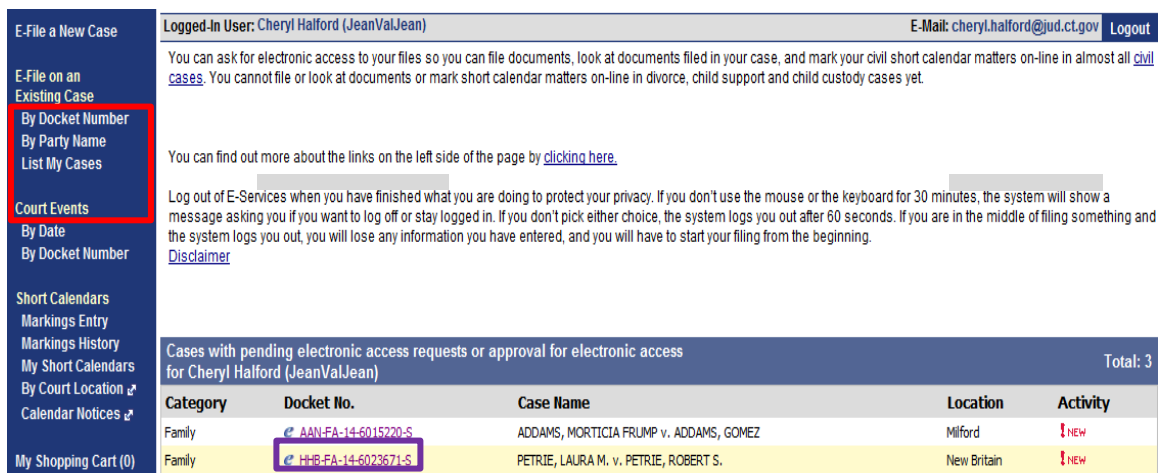 E-File a New Case
E-File on an
Existing Case
By Docket Number
By Party Name
List My Cases
Court Events
By Date
By Docket Number
Short Calendars
Markings Entry
Markings History
My Short Calendars
By Court Location
Calendar Notices
My Shopping Cart (0)
Logged-In User: Cheryl Halford (JeanValJean) E-Mail: cheryl.halford@jud.ct.gov Logout
You can ask for electronic access to your files so you can file documents, look at documents filed in your case, and mark your civil short calendar matters on-line in almost all civil
cases. You cannot file or look at documents or mark short calendar matters on-line in divorce, child support and child custody cases yet.
You can find out more about the links on the left side of the page by clicking here.
Log out of E-Services when you have finished what you are doing to protect your privacy. If you don't use the mouse or the keyboard for 30 minutes, the system will show a
message asking you if you want to log off or stay logged in. If you don't pick either choice, the system logs you out after 60 seconds. If you are in the middle of filing something and
the system logs you out, you will lose any information you have entered, and you will have to start your filing from the beginning.
Disclaimer
Cases with pending electronic access requests or approval for electronic access
for Cheryl Halford (JeanValJean) Total: 3
Category Docket No. Case Name Location Activity
Family e AAN-FA-14-6015220-S ADDAMS, MORTICIA FRUMP v. ADDAMS, GOMEZ Milford ! NEW
Family e HHB-FA-14-6023671-S PETRIE, LAURA M. v. PETRIE, ROBERT S. New Britain ! NEW